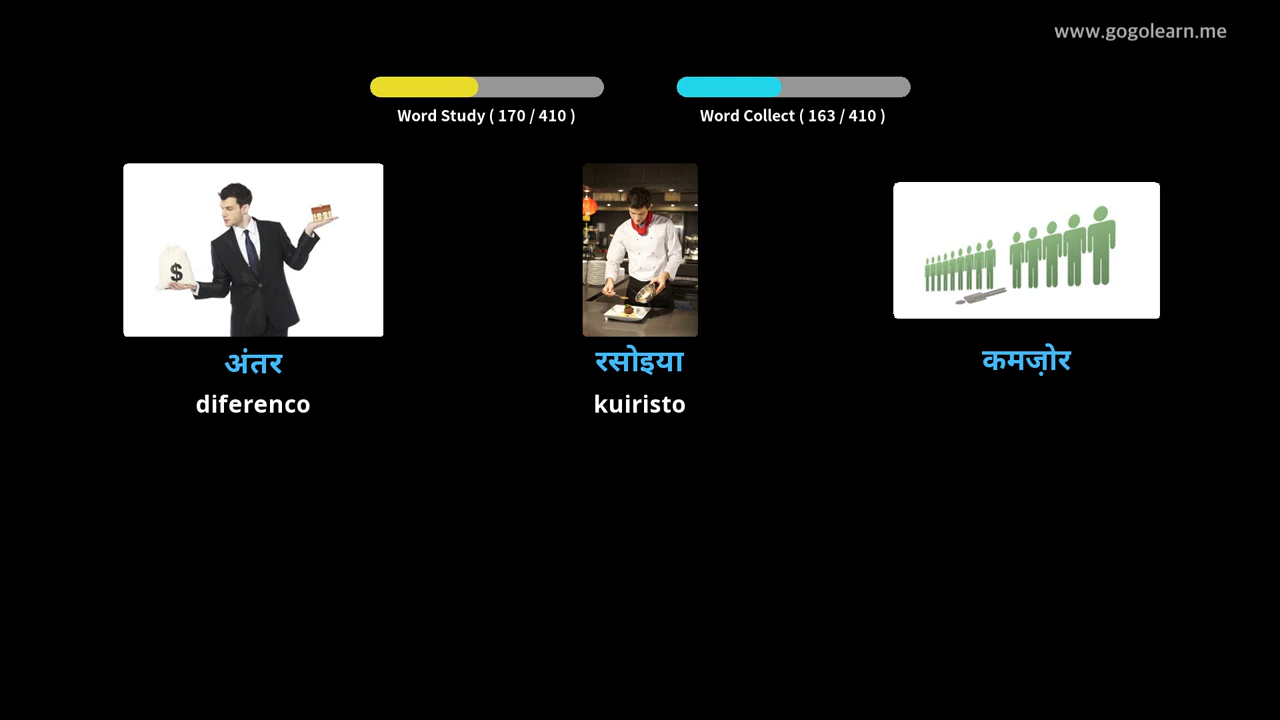 www.gogolearn.me
Word Study ( 170 / 410 )
Word Collect ( 163 / 410 )
$
अंतर
रसोइया
कमज़ोर
diferenco
kuiristo